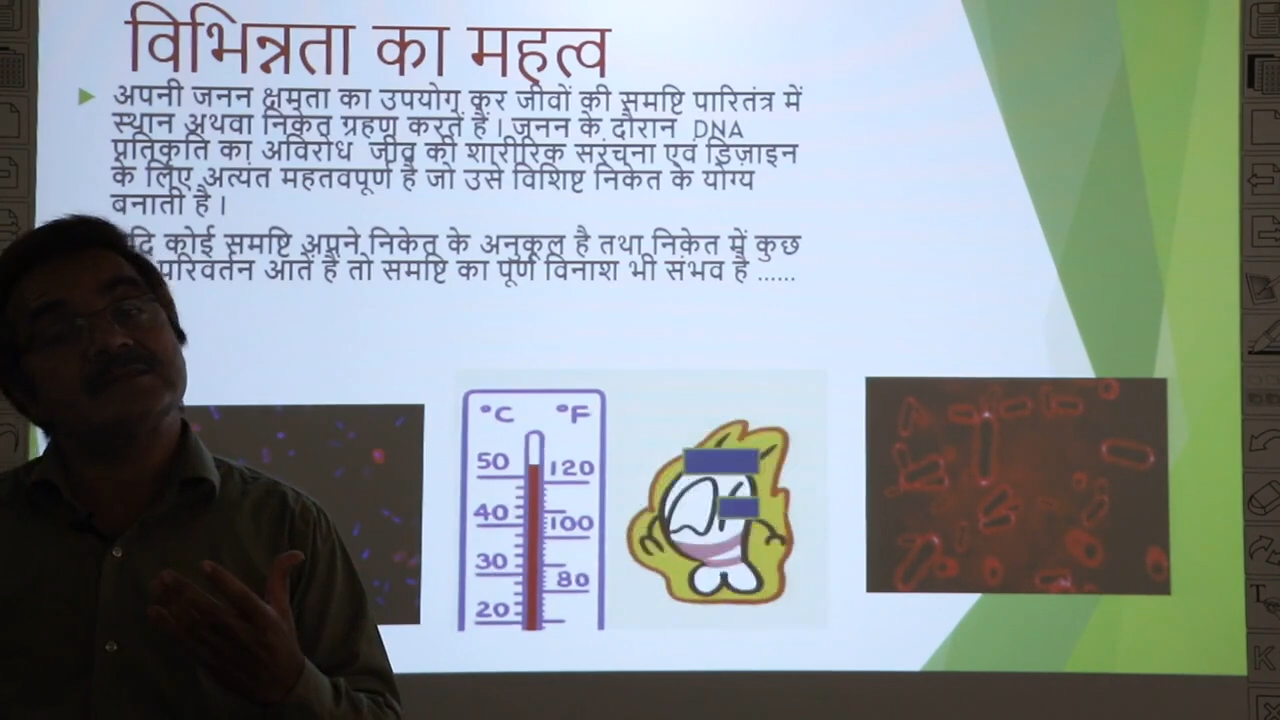 विभिन्नता का महत्व
अपनी जनन क्षमता का उपयोग कर जीवों की समष्टि पारितंत्र में
स्थान अथवा निकेत ग्रहण करते हैं । जनन के दौरान DNA
प्रतिकृति का अविरोध जीव की शारीरिक संरचना एवं डिज़ाइन
के लिए अत्यंत महतवपूर्ण है जो उसे विशिष्ट निकेत के योग्य
बनाती है ।
कोई समष्टि अपने निकेत के अनुकूल है तथा निकेत में कुछ
परिवर्तन आते है तो समष्टि का पूर्ण विनाश भी संभव है ......
°C °F
50 120
40 100
30 80
20
T
K